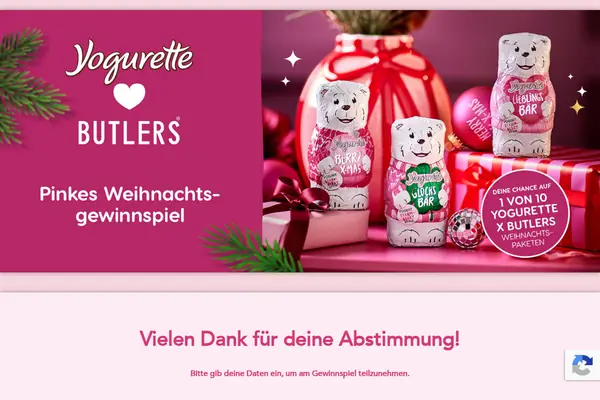 Yogurette
BUTLERS®
Pinkes Weihnachts-
gewinnspiel
Yogurette
BERRY
X-MAS
Yogurette
GLÜCKS
BÄR
Yogurette
LIEBLINGS
BÄR
MERRY
X-MAS
DEINE CHANCE AUF
1 VON 10
YOGURETTE
X BUTLERS
WEIHNACHTS-
PAKETEN
Vielen Dank für deine Abstimmung!
Bitte gib deine Daten ein, um am Gewinnspiel teilzunehmen.